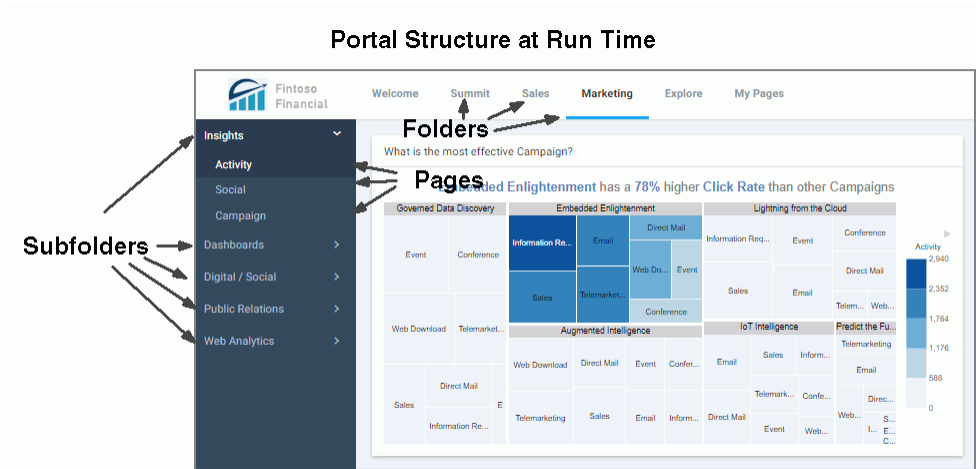 Portal Structure at Run Time
Fintoso
Financial
Welcome
Summit
Sales
Marketing
Explore
My Pages
Folders
Insights
Activity
Social
Campaign
Dashboards
Digital / Social
Public Relations
Web Analytics
Subfolders
Pages
What is the most effective Campaign?
Embedded Enlightenment has a 78% higher Click Rate than other Campaigns
Governed Data Discovery
Event
Conference
Web Download
Telemarket...
Sales
Direct Mail
Information Re...
E
Embedded Enlightenment
Information Re...
Sales
Email
Telemarket...
Direct Mail
Web Do...
Event
Conference
Lightning from the Cloud
Information Req...
Event
Conference
Direct Mail
Sales
Email
Telem...
Web...
Augmented Intelligence
Web Download
Direct Mail
Event
Confer...
Telemarketing
Sales
Email
Inform...
IoT Intelligence
Email
Sales
Inform...
Telemark...
Confe...
Direct Mail
Event
Web...
Predict the Fu...
Telemarketing
Email
Web...
Direc...
I...
S...
E...
C...
Activity
2,940
2,352
1,764
1,176
588
0